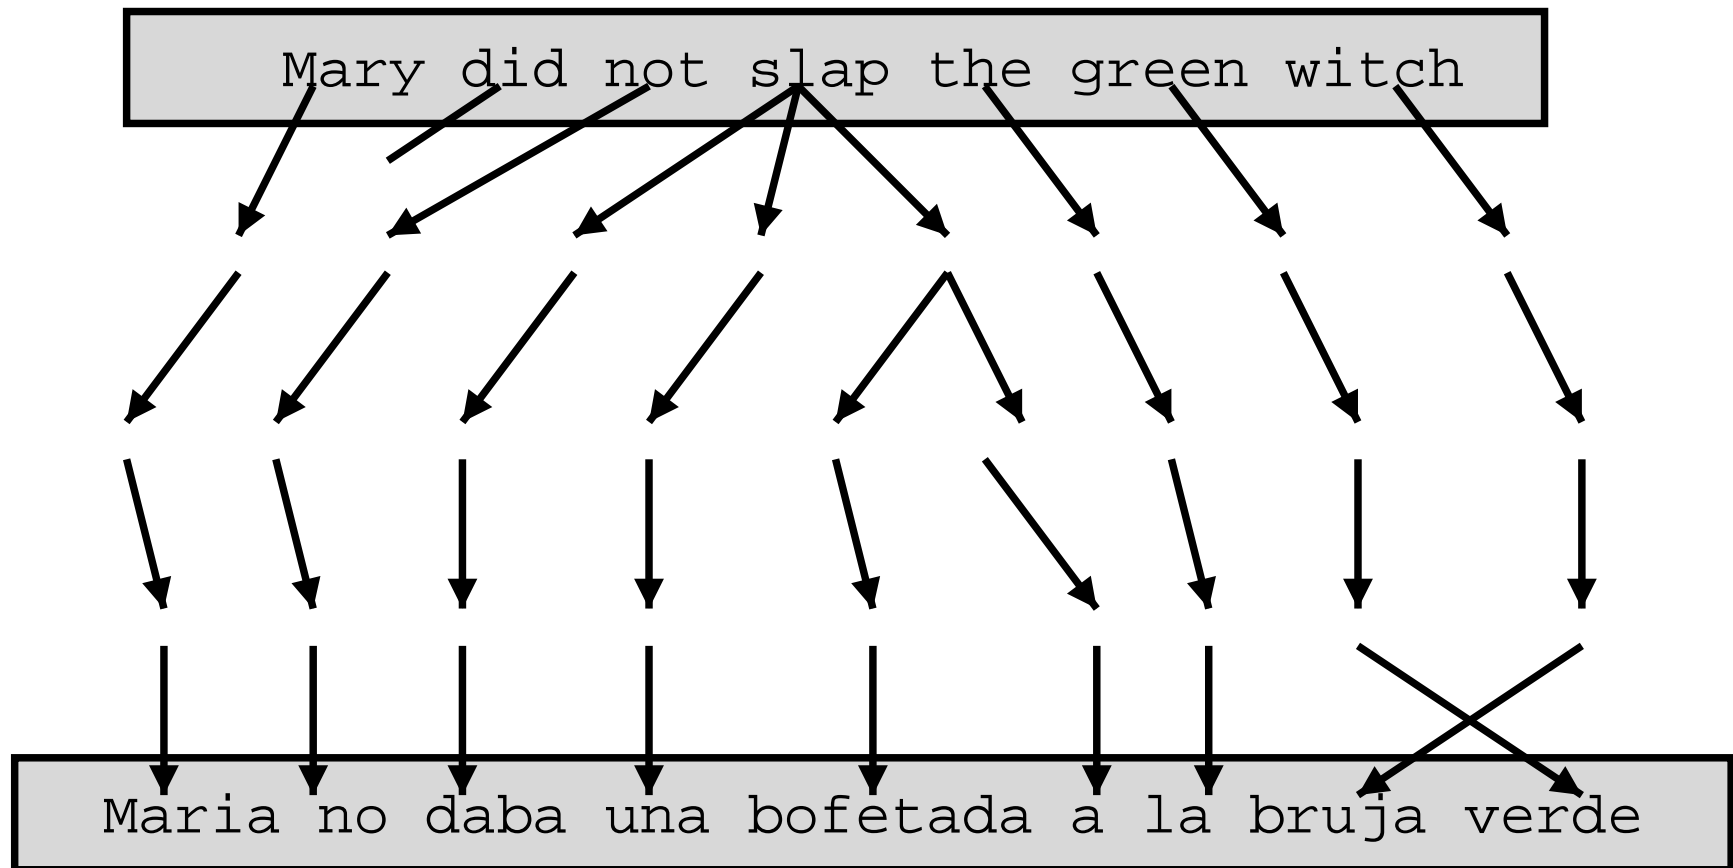 Mary did not slap the green witch
Maria no daba una bofetada a la bruja verde